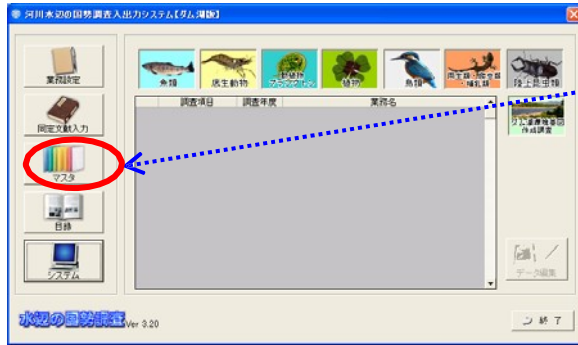 河川水辺の国勢調査入出力システム【ダム湖版】
業務設定
同定文献入力
マスタ
目録
システム
魚類
底生動物
動植物
プランクトン
植物
鳥類
両生類・爬虫類
・哺乳類
陸上昆虫類
調査項目 調査年度 業務名
ダム湖環境基図
作成調査
データ編集
水辺の国勢調査 Ver 3.20
終了